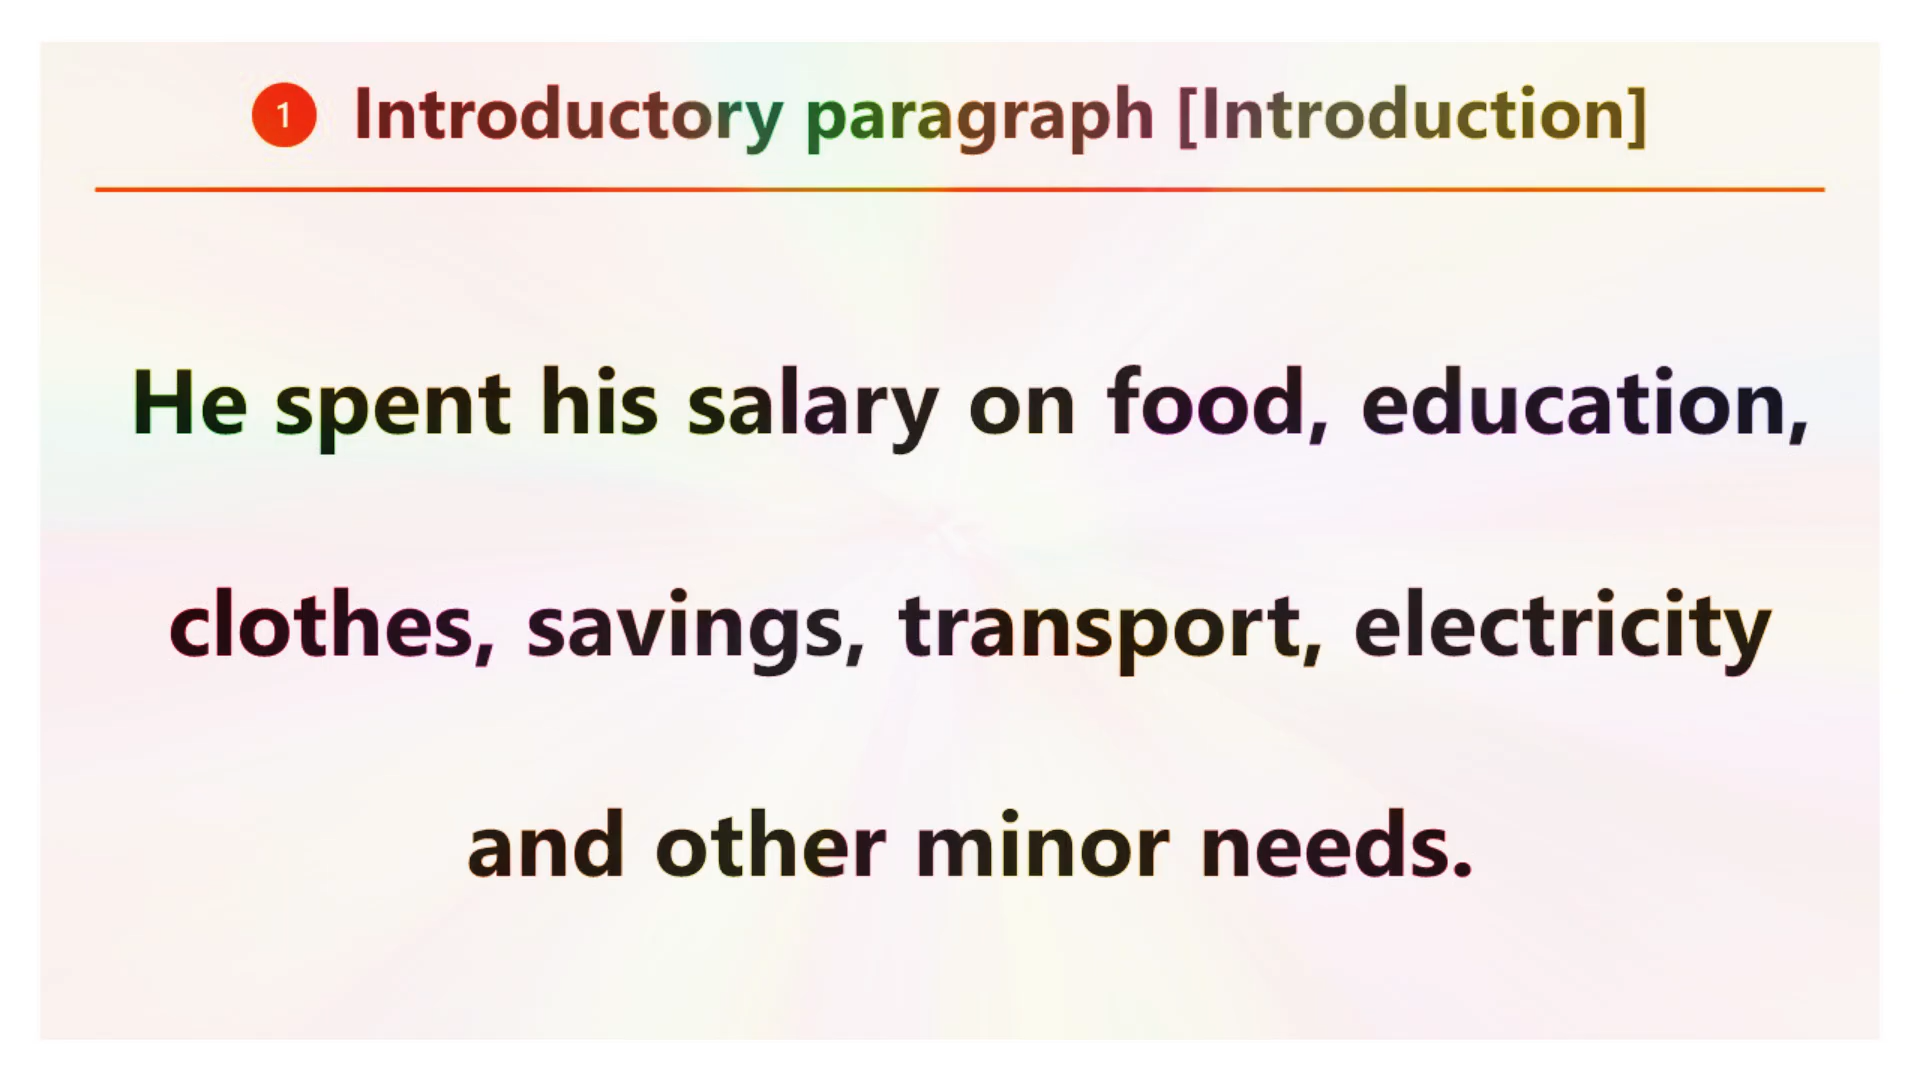 1 Introductory paragraph [Introduction]
He spent his salary on food, education,
clothes, savings, transport, electricity
and other minor needs.